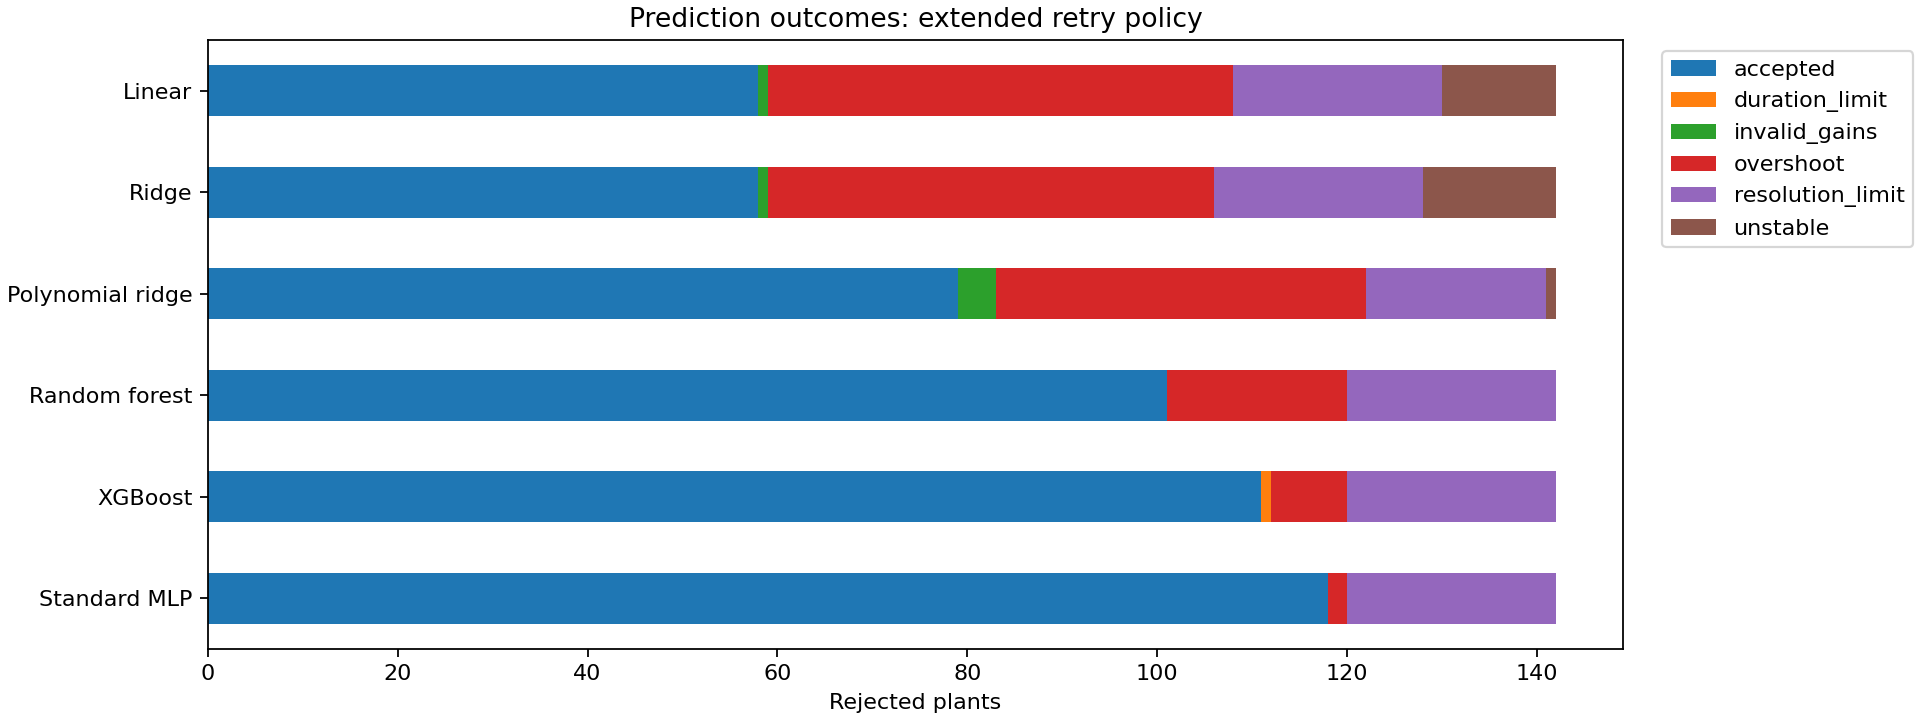 Prediction outcomes: extended retry policy
Linear
Ridge
Polynomial ridge
Random forest
XGBoost
Standard MLP
0 20 40 60 80 100 120 140
Rejected plants
accepted
duration_limit
invalid_gains
overshoot
resolution_limit
unstable